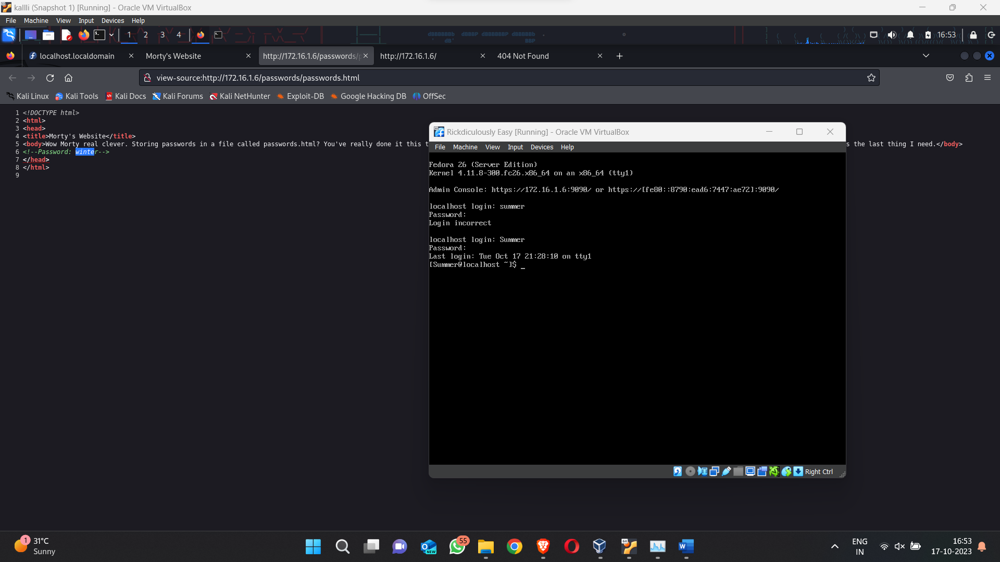 kallli (Snapshot 1) [Running] - Oracle VM VirtualBox
File Machine View Input Devices Help
1 2 3 4 16:53
localhost.localdomain Morty's Website http://172.16.1.6/passwords/ http://172.16.1.6/ 404 Not Found
view-source:http://172.16.1.6/passwords/passwords.html
Kali Linux Kali Tools Kali Docs Kali Forums Kali NetHunter Exploit-DB Google Hacking DB OffSec
1 <!DOCTYPE html>
2 <html>
3 <head>
4 <title>Morty's Website</title>
5 <body>Wow Morty real clever. Storing passwords in a file called passwords.html? You've really done it this t s the last thing I need.</body>
6 <!--Password: winter-->
7 </head>
8 </html>
9
Rickdiculously Easy [Running] - Oracle VM VirtualBox
File Machine View Input Devices Help
Fedora 26 (Server Edition)
Kernel 4.11.8-300.fc26.x86_64 on an x86_64 (tty1)
Admin Console: https://172.16.1.6:9090/ or https://[fe80::8790:ead6:7447:ae72]:9090/
localhost login: summer
Password:
Login incorrect
localhost login: Summer
Password:
Last login: Tue Oct 17 21:28:10 on tty1
[Summer@localhost ~]$ _
Right Ctrl
1 31°C
Sunny
NEW
55
64
ENG
IN
16:53
17-10-2023